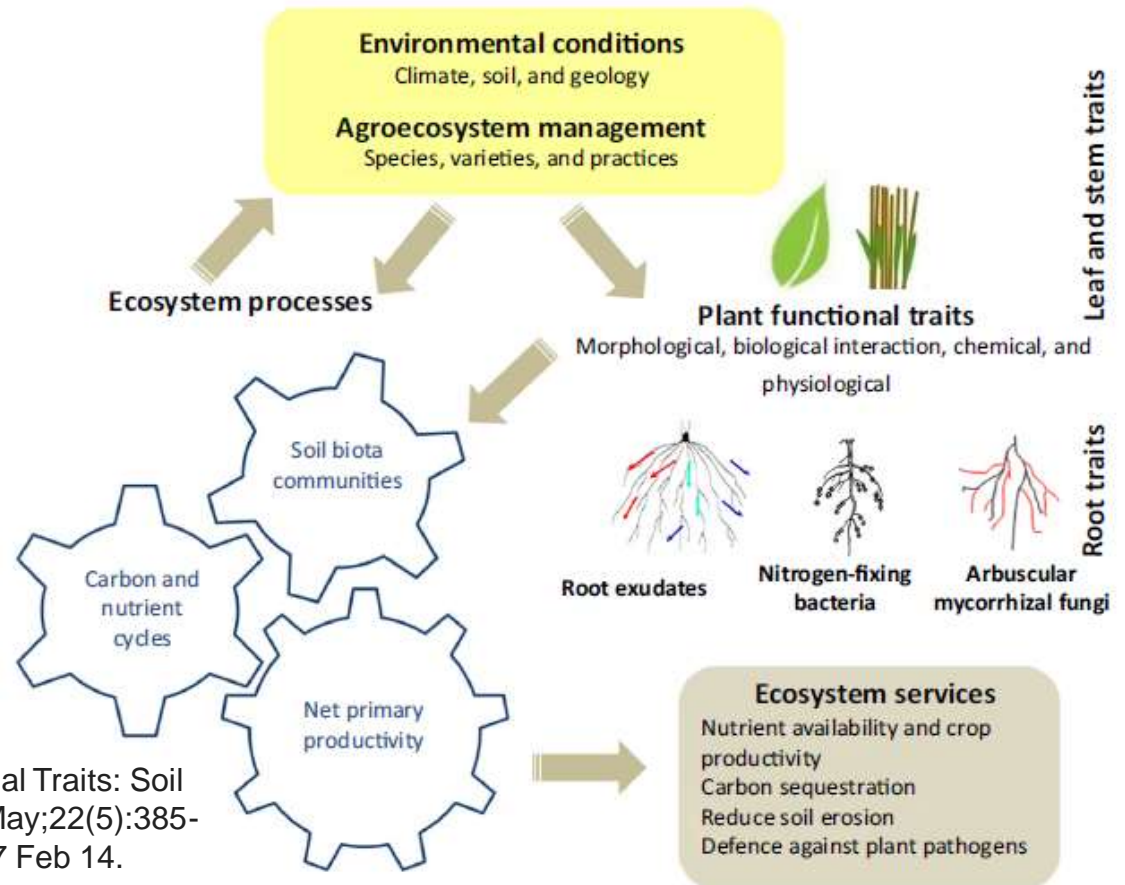 Environmental conditions
Climate, soil, and geology
Agroecosystem management
Species, varieties, and practices
Leaf and stem traits
Ecosystem processes
Plant functional traits
Morphological, biological interaction, chemical, and
physiological
Soil biota
communities
Carbon and
nutrient
cycles
Root traits
Root exudates
Nitrogen-fixing
bacteria
Arbuscular
mycorrhizal fungi
Net primary
productivity
Ecosystem services
Nutrient availability and crop
productivity
Carbon sequestration
Reduce soil erosion
Defence against plant pathogens
al Traits: Soil
May;22(5):385-
7 Feb 14.